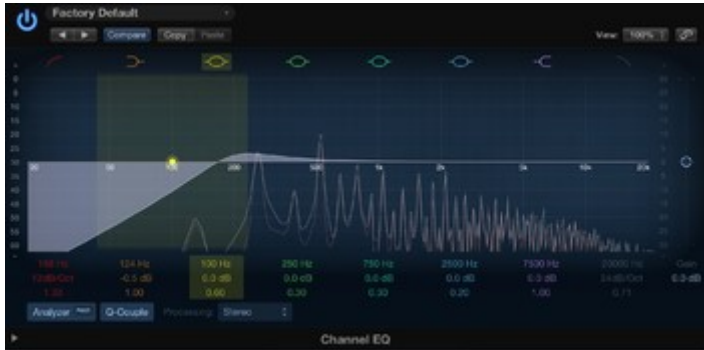 Factory Default
Compare Copy Paste View: 100%
20 50 100 200 500 1k 2k 5k 10k 20k
124 Hz 100 Hz 250 Hz 750 Hz 2500 Hz 7500 Hz 20000 Hz Gain
12dB/Oct -0.5 dB 0.0 dB 0.0 dB 0.0 dB 0.0 dB 0.0 dB 24dB/Oct 0.0 dB
1.00 0.60 0.30 0.30 0.20 1.00 0.71
Analyzer Q-Couple Processing: Stereo
Channel EQ